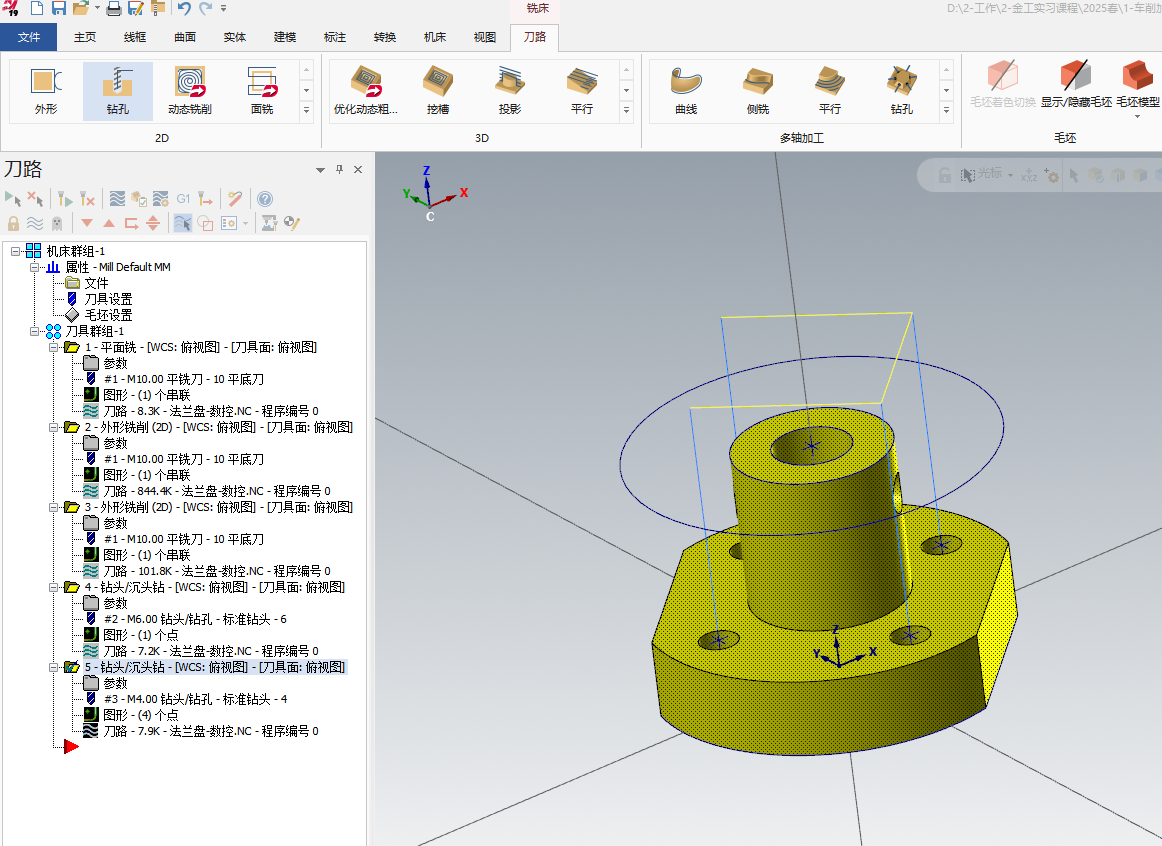 铣床
D:\2-工作\2-金工实习课程\2025春\1-车削加
19
文件 主页 线框 曲面 实体 建模 标注 转换 机床 视图 刀路
外形 钻孔 动态铣削 面铣 优化动态粗... 挖槽 投影 平行 曲线 侧铣 平行 钻孔 毛坯着色切换 显示/隐藏毛坯 毛坯模型
2D 3D 多轴加工 毛坯
刀路
G1
光标
xyz
机床群组-1
属性 - Mill Default MM
文件
刀具设置
毛坯设置
刀具群组-1
1 - 平面铣 - [WCS: 俯视图] - [刀具面: 俯视图]
参数
#1 - M10.00 平铣刀 - 10 平底刀
图形 - (1) 个串联
刀路 - 8.3K - 法兰盘-数控.NC - 程序编号 0
2 - 外形铣削 (2D) - [WCS: 俯视图] - [刀具面: 俯视图]
参数
#1 - M10.00 平铣刀 - 10 平底刀
图形 - (1) 个串联
刀路 - 844.4K - 法兰盘-数控.NC - 程序编号 0
3 - 外形铣削 (2D) - [WCS: 俯视图] - [刀具面: 俯视图]
参数
#1 - M10.00 平铣刀 - 10 平底刀
图形 - (1) 个串联
刀路 - 101.8K - 法兰盘-数控.NC - 程序编号 0
4 - 钻头/沉头钻 - [WCS: 俯视图] - [刀具面: 俯视图]
参数
#2 - M6.00 钻头/钻孔 - 标准钻头 - 6
图形 - (1) 个点
刀路 - 7.2K - 法兰盘-数控.NC - 程序编号 0
5 - 钻头/沉头钻 - [WCS: 俯视图] - [刀具面: 俯视图]
参数
#3 - M4.00 钻头/钻孔 - 标准钻头 - 4
图形 - (4) 个点
刀路 - 7.9K - 法兰盘-数控.NC - 程序编号 0
Z
Y X
C
Z
Y X